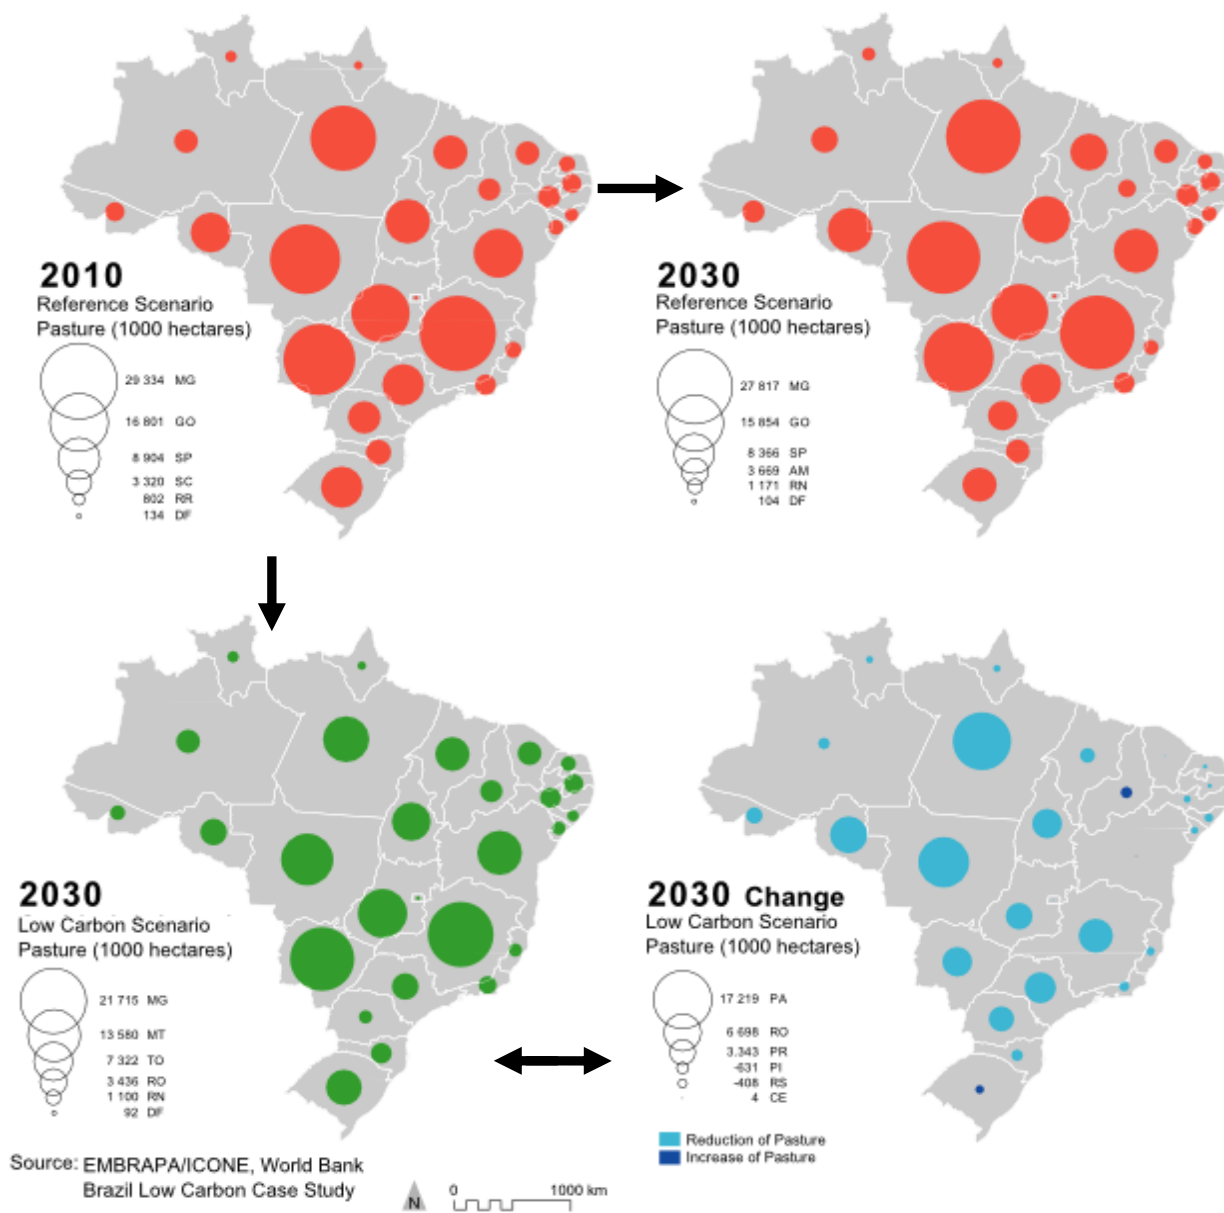 2010
Reference Scenario
Pasture (1000 hectares)
29 334 MG
16 801 GO
8 904 SP
3 320 SC
802 RR
134 DF
2030
Reference Scenario
Pasture (1000 hectares)
27 817 MG
15 854 GO
8 366 SP
3 669 AM
1 171 RN
104 DF
2030
Low Carbon Scenario
Pasture (1000 hectares)
21 715 MG
13 580 MT
7 322 TO
3 436 RO
1 100 RN
92 DF
2030 Change
Low Carbon Scenario
Pasture (1000 hectares)
17 219 PA
6 698 RO
3.343 PR
-631 PI
-408 RS
4 CE
Reduction of Pasture
Increase of Pasture
Source: EMBRAPA/ICONE, World Bank
Brazil Low Carbon Case Study
N
0 1000 km